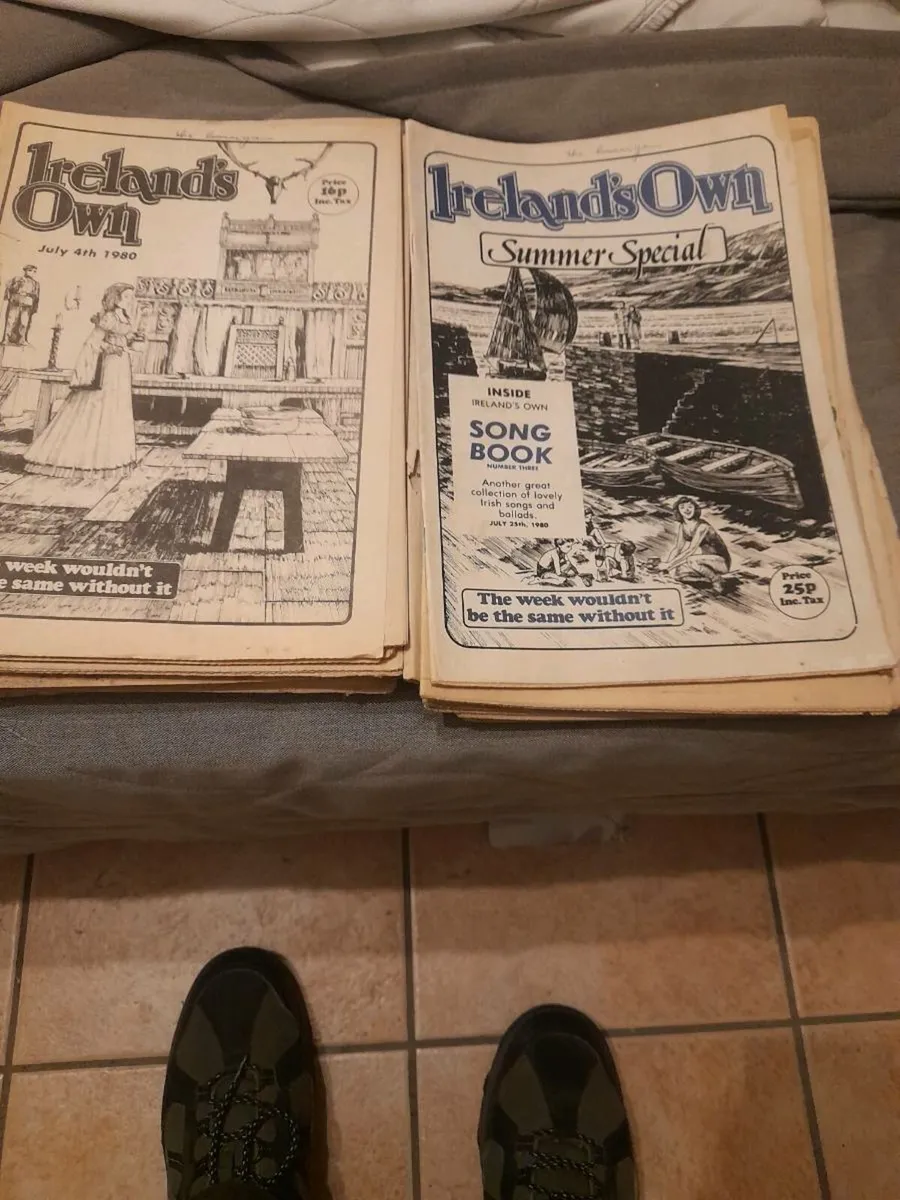 Ireland's
Own
July 4th 1980
Price
16p
Inc. Tax
week wouldn't
e same without it
Ireland's Own
Summer Special
INSIDE
IRELAND'S OWN
SONG
BOOK
NUMBER THREE
Another great
collection of lovely
Irish songs and
ballads.
JULY 25th, 1980
The week wouldn't
be the same without it
Price
25p
Inc. Tax